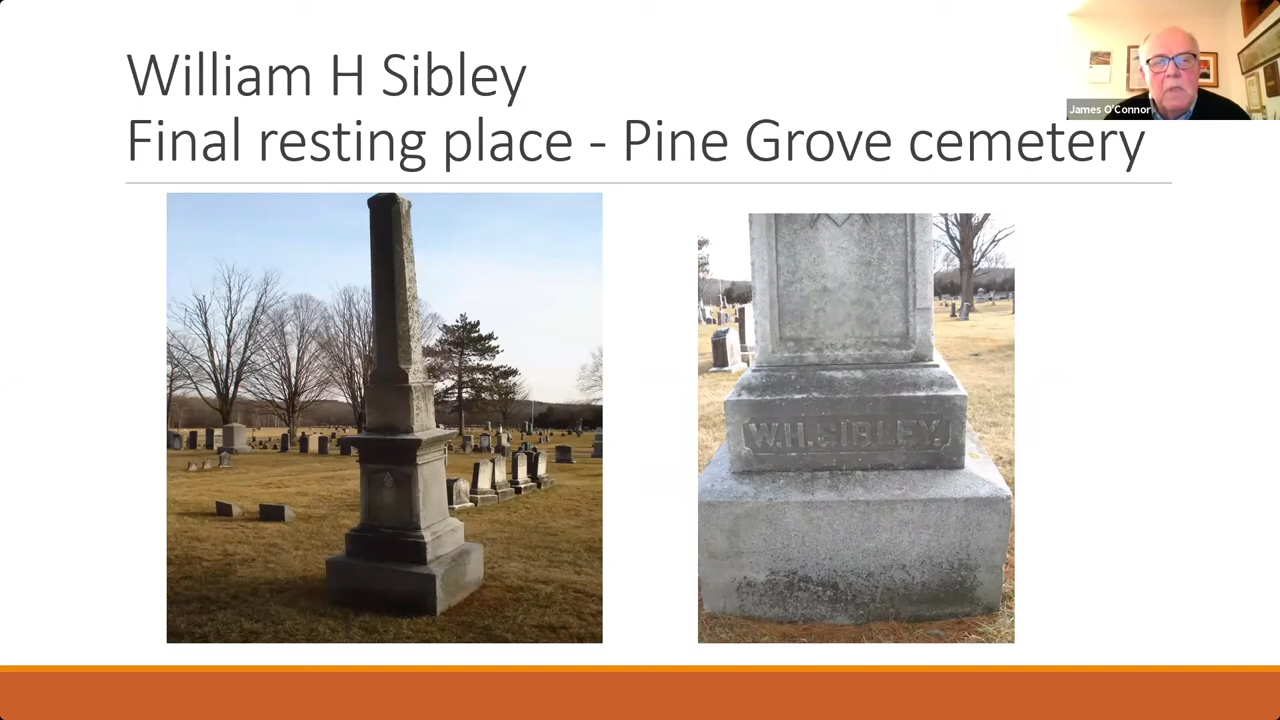 William H Sibley
Final resting place - Pine Grove cemetery
James O'Connor
W.H.SIBLEY.